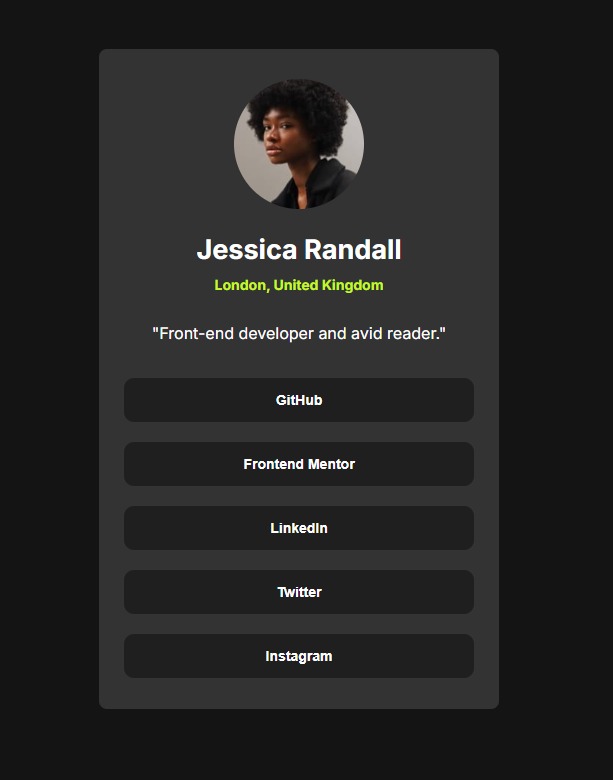 Jessica Randall
London, United Kingdom
"Front-end developer and avid reader."
GitHub
Frontend Mentor
LinkedIn
Twitter
Instagram